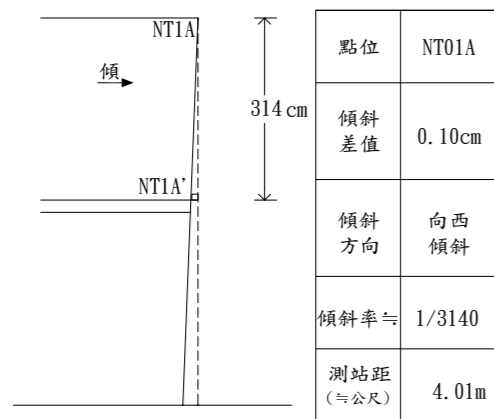 NT1A
傾
314cm
NT1A'
點位 NT01A
傾斜
差值
0.10cm
傾斜
方向
向西
傾斜
傾斜率≒ 1/3140
測站距
(≒公尺)
4.01m